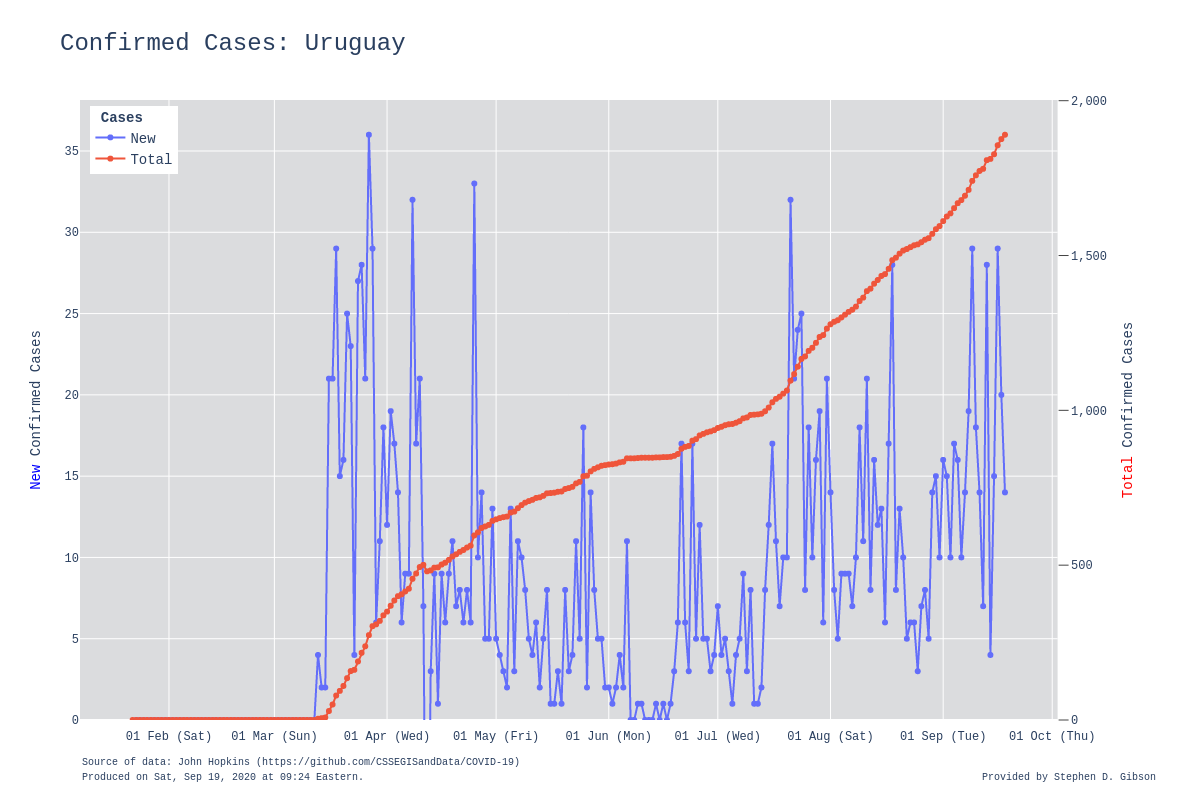 Confirmed Cases: Uruguay
Cases
New
Total
35
30
25
20
15
10
5
0
2,000
1,500
1,000
500
0
New Confirmed Cases
Total Confirmed Cases
01 Feb (Sat) 01 Mar (Sun) 01 Apr (Wed) 01 May (Fri) 01 Jun (Mon) 01 Jul (Wed) 01 Aug (Sat) 01 Sep (Tue) 01 Oct (Thu)
Source of data: John Hopkins (https://github.com/CSSEGISandData/COVID-19)
Produced on Sat, Sep 19, 2020 at 09:24 Eastern.
Provided by Stephen D. Gibson